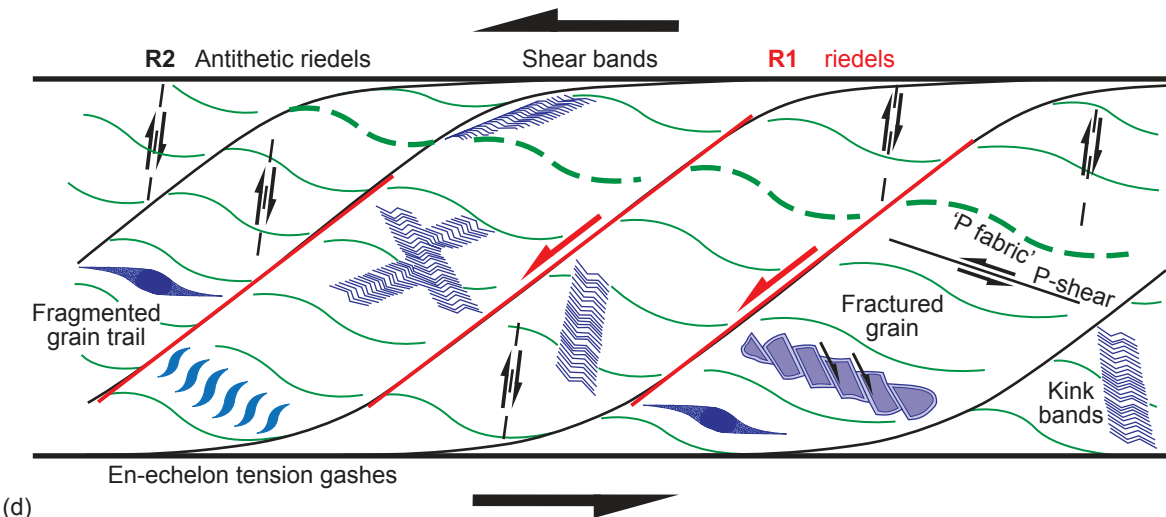 R2 Antithetic riedels
Shear bands
R1 riedels
'P fabric'
P-shear
Fragmented
grain trail
Fractured
grain
Kink
bands
En-echelon tension gashes
(d)